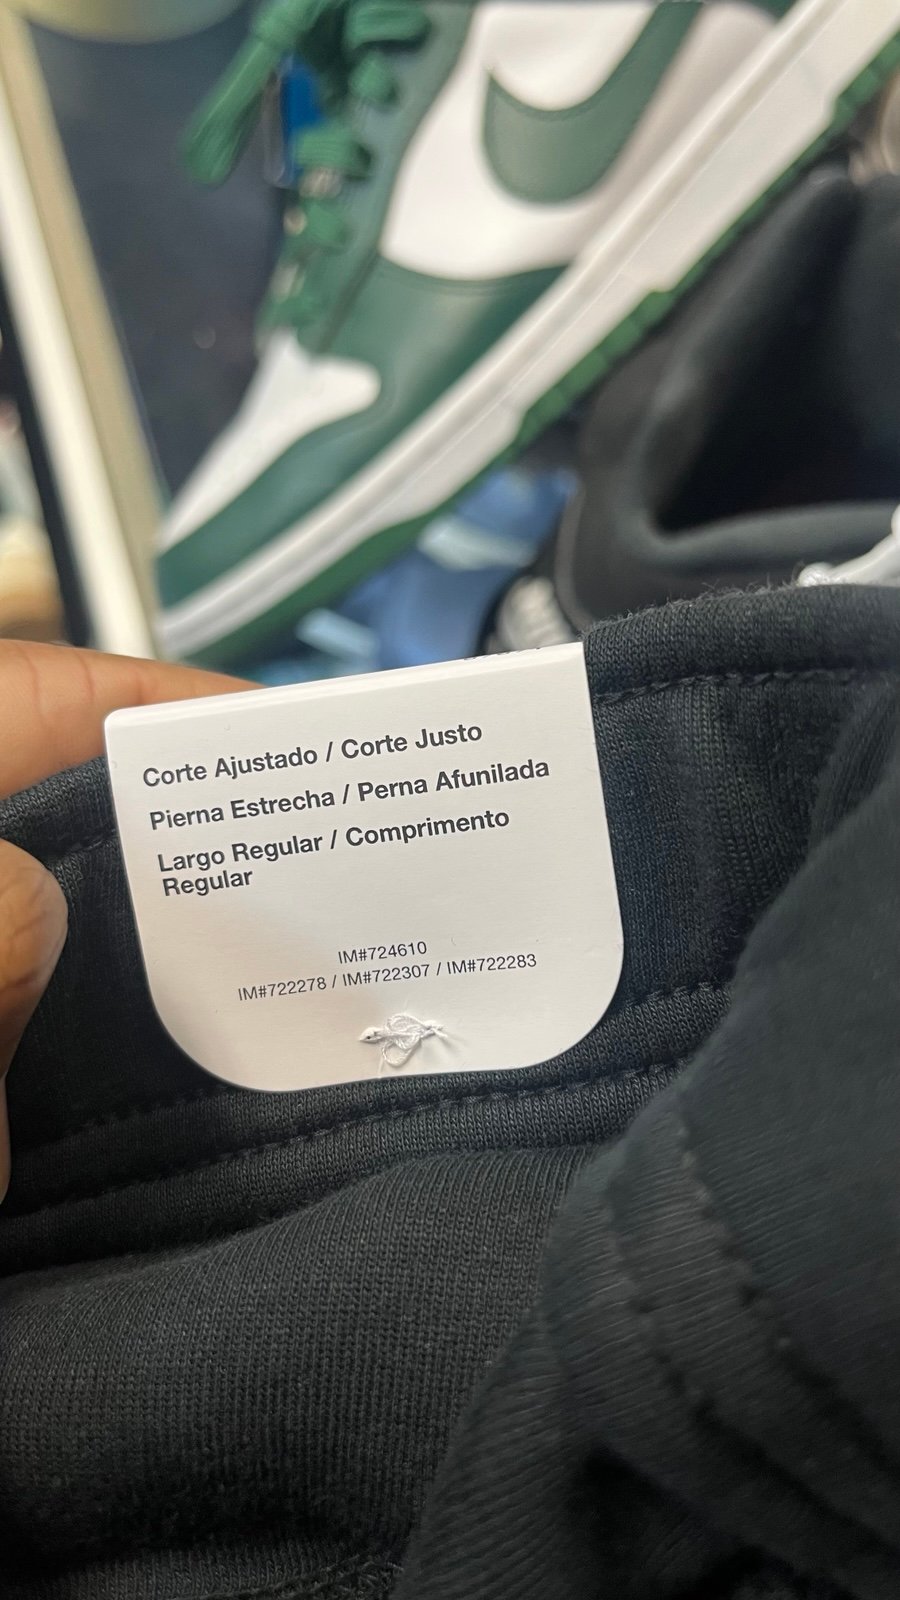 Corte Ajustado / Corte Justo
Pierna Estrecha / Perna Afunilada
Largo Regular / Comprimento
Regular
IM#724610
IM#722278 / IM#722307 / IM#722283